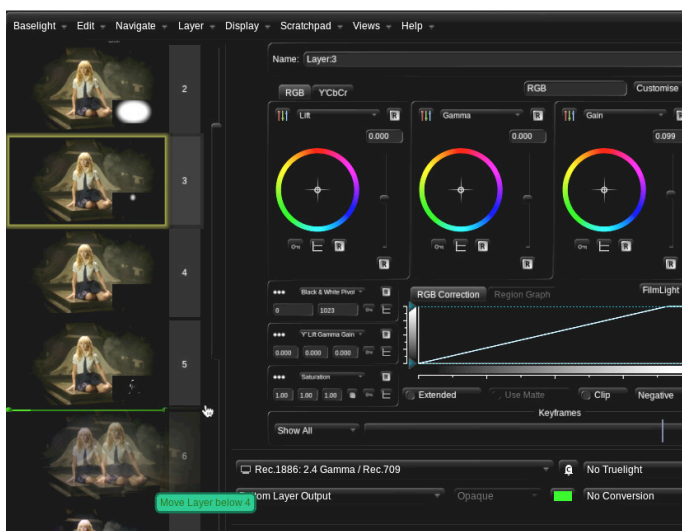 Baselight Edit Navigate Layer Display Scratchpad Views Help
Name: Layer:3
2
RGB Y'CbCr RGB Customise
Lift R Gamma R Gain R
0.000 0.000 0.099
3
R R R
R R R
4
Black & White Pivot R RGB Correction Region Graph FilmLight
0 1023
Y' Lift Gamma Gain R
0.000 0.000 0.000
5
Saturation R
1.00 1.00 1.00 Extended Use Matte Clip Negative
Keyframes
Show All
6
Rec.1886: 2.4 Gamma / Rec.709 No Truelight
Move Layer below 4 Layer Output Opaque No Conversion